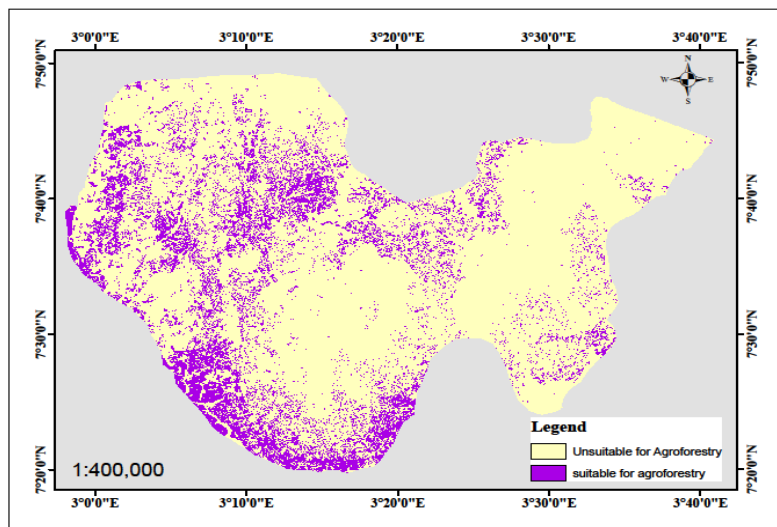 3°0'0"E 3°10'0"E 3°20'0"E 3°30'0"E 3°40'0"E
7°50'0"N 7°50'0"N
N
W E
S
7°40'0"N 7°40'0"N
7°30'0"N 7°30'0"N
Legend
Unsuitable for Agroforestry
suitable for agroforestry
1:400,000
7°20'0"N 7°20'0"N
3°0'0"E 3°10'0"E 3°20'0"E 3°30'0"E 3°40'0"E